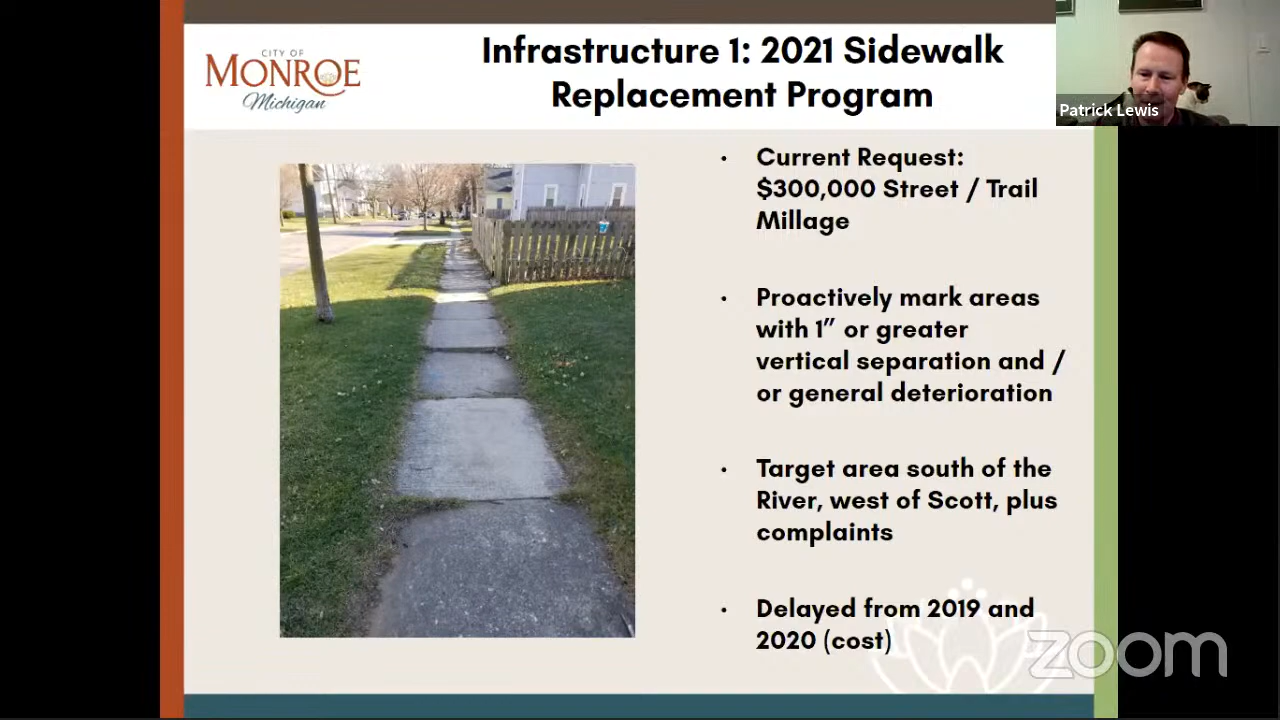 CITY OF
MONROE
Michigan
Infrastructure 1: 2021 Sidewalk
Replacement Program
Patrick Lewis
• Current Request:
$300,000 Street / Trail
Millage
• Proactively mark areas
with 1” or greater
vertical separation and /
or general deterioration
• Target area south of the
River, west of Scott, plus
complaints
• Delayed from 2019 and
2020 (cost)
zoom